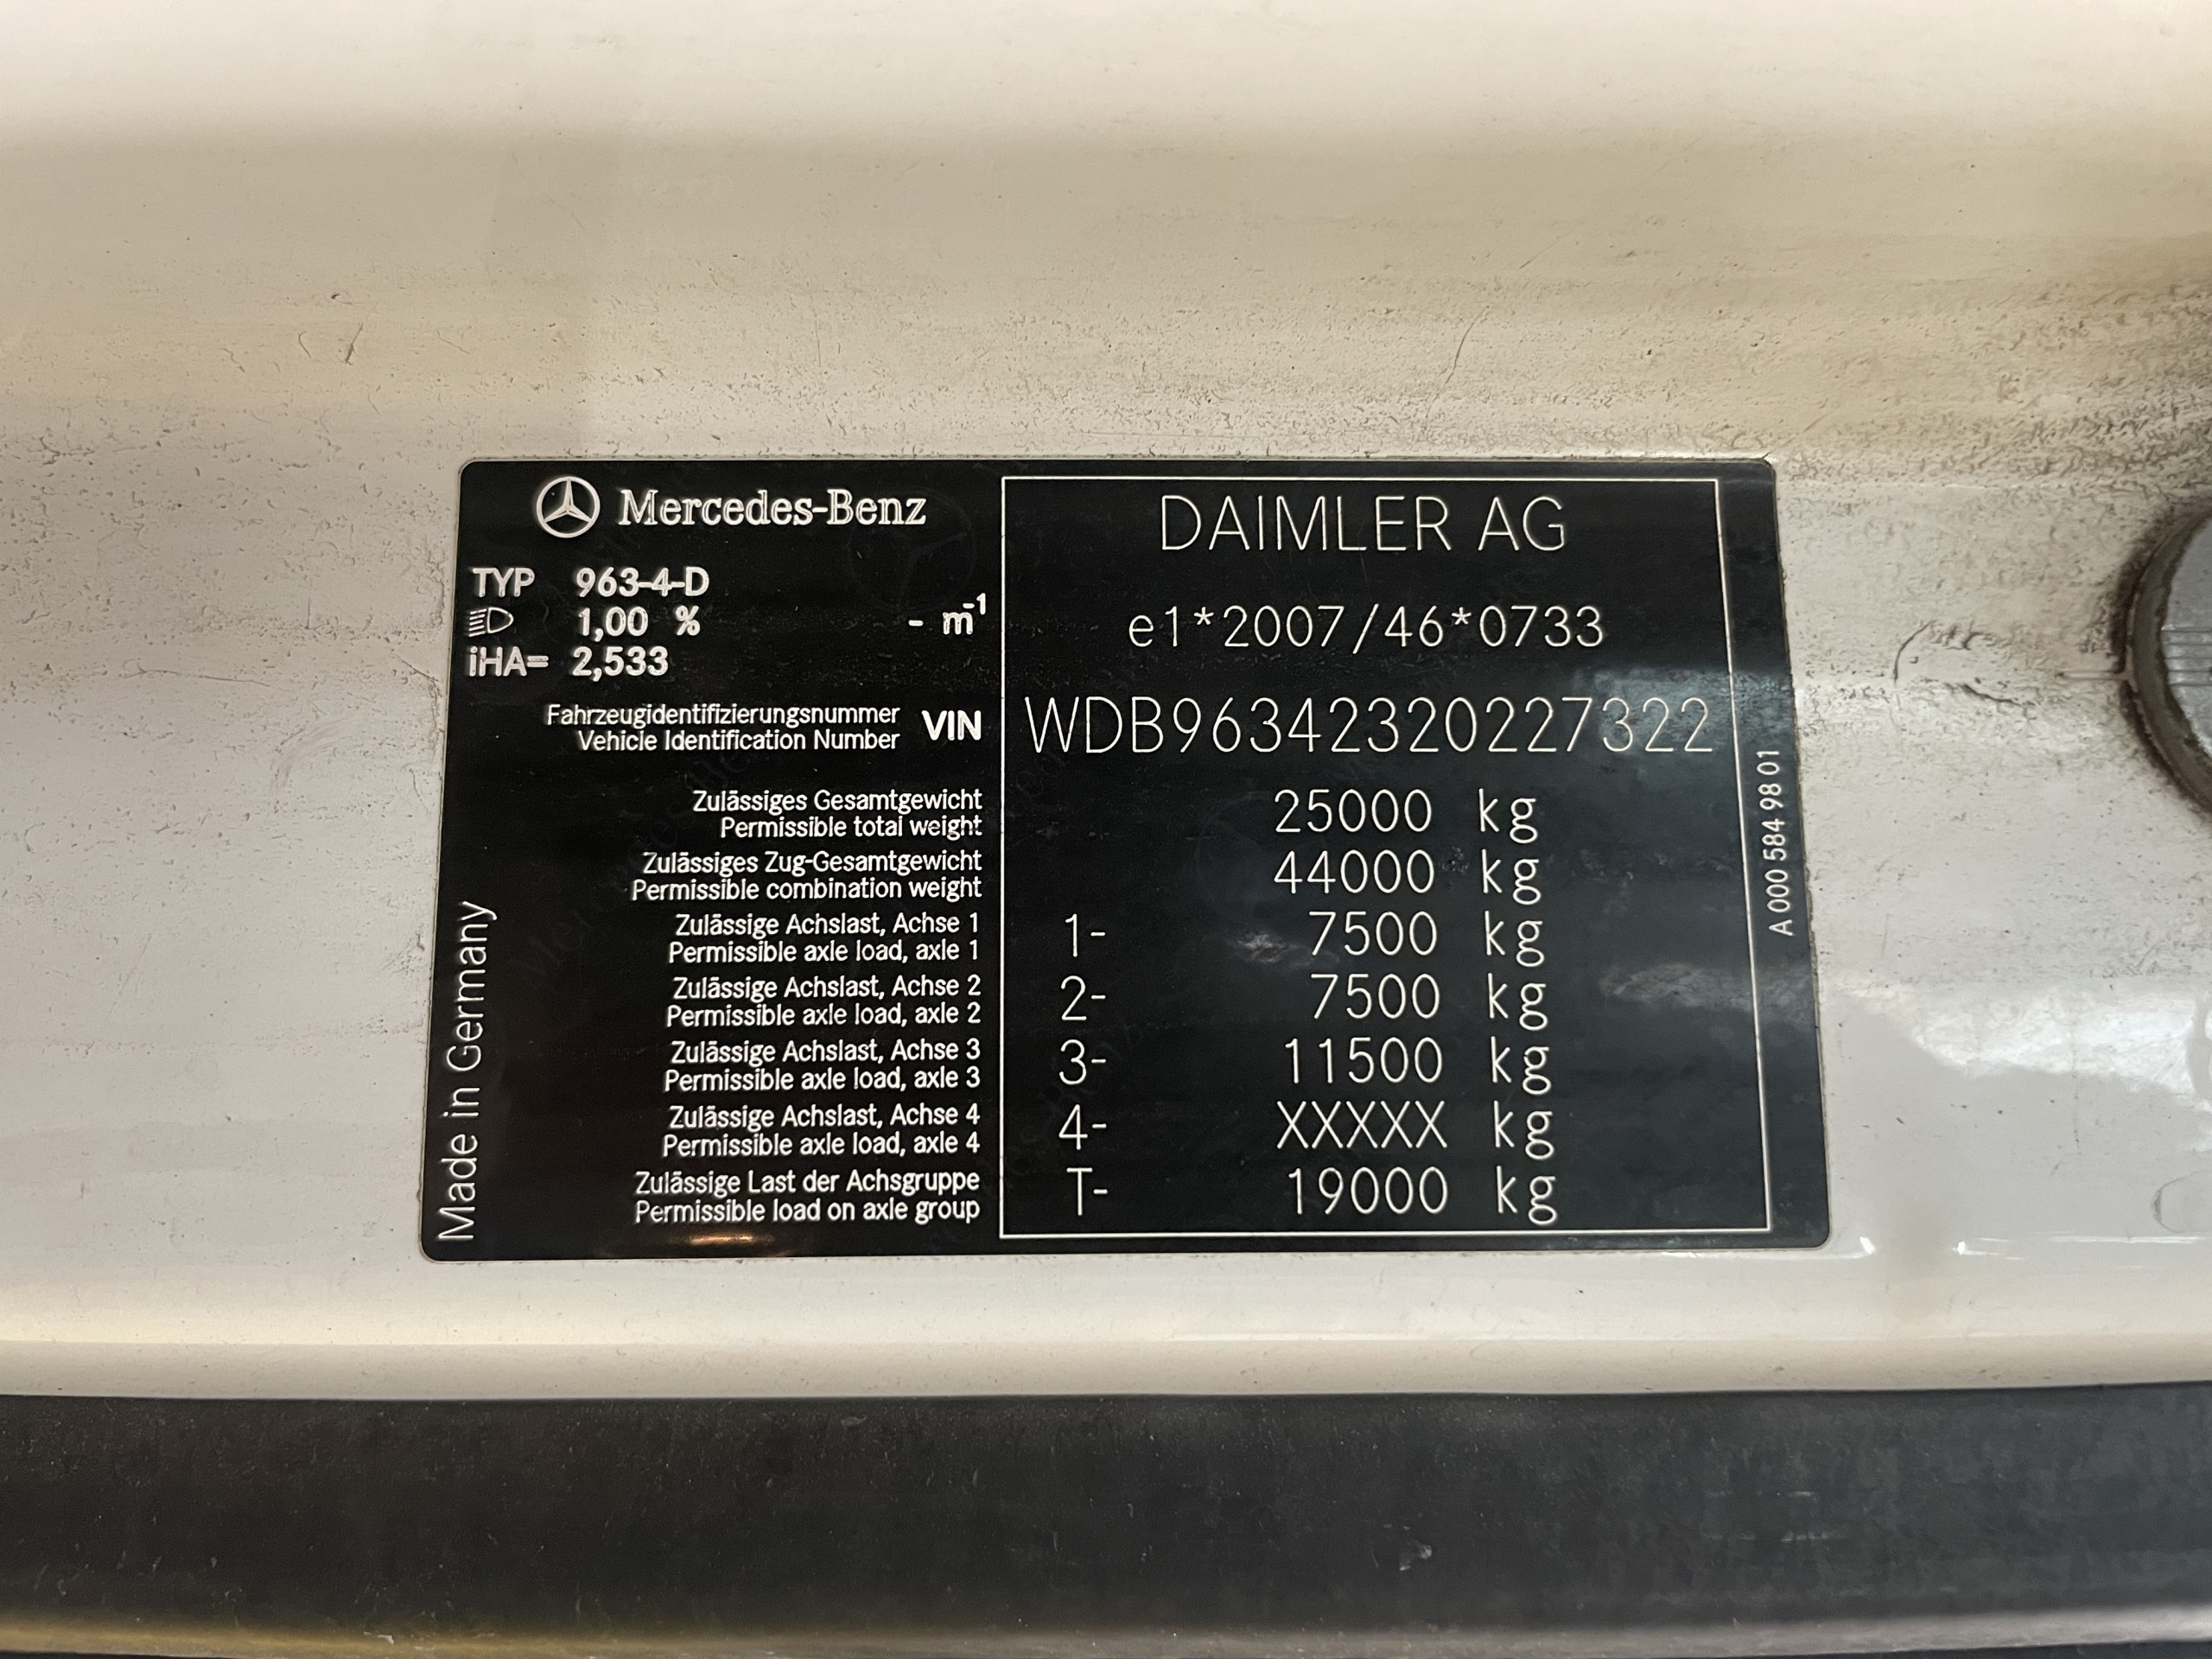 Mercedes-Benz
TYP 963-4-D
1,00 % - m-1
iHA= 2,533
Fahrzeugidentifizierungsnummer
Vehicle Identification Number
VIN
DAIMLER AG
e1*2007/46*0733
WDB96342320227322
Zulässiges Gesamtgewicht
Permissible total weight
25000 kg
Zulässiges Zug-Gesamtgewicht
Permissible combination weight
44000 kg
Zulässige Achslast, Achse 1
Permissible axle load, axle 1
1- 7500 kg
Zulässige Achslast, Achse 2
Permissible axle load, axle 2
2- 7500 kg
Zulässige Achslast, Achse 3
Permissible axle load, axle 3
3- 11500 kg
Zulässige Achslast, Achse 4
Permissible axle load, axle 4
4- XXXXX kg
Zulässige Last der Achsgruppe
Permissible load on axle group
T- 19000 kg
Made in Germany
A 000 584 98 01